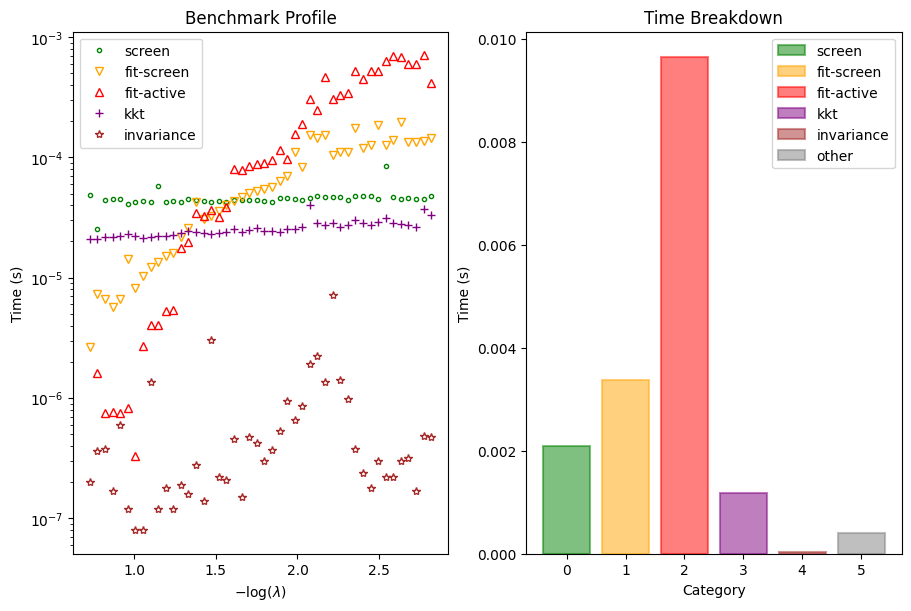 Benchmark Profile
10⁻³
10⁻⁴
10⁻⁵
10⁻⁶
10⁻⁷
Time (s)
screen
fit-screen
fit-active
kkt
invariance
1.0 1.5 2.0 2.5
−log(λ)
Time Breakdown
0.010
0.008
0.006
0.004
0.002
0.000
Time (s)
screen
fit-screen
fit-active
kkt
invariance
other
0 1 2 3 4 5
Category